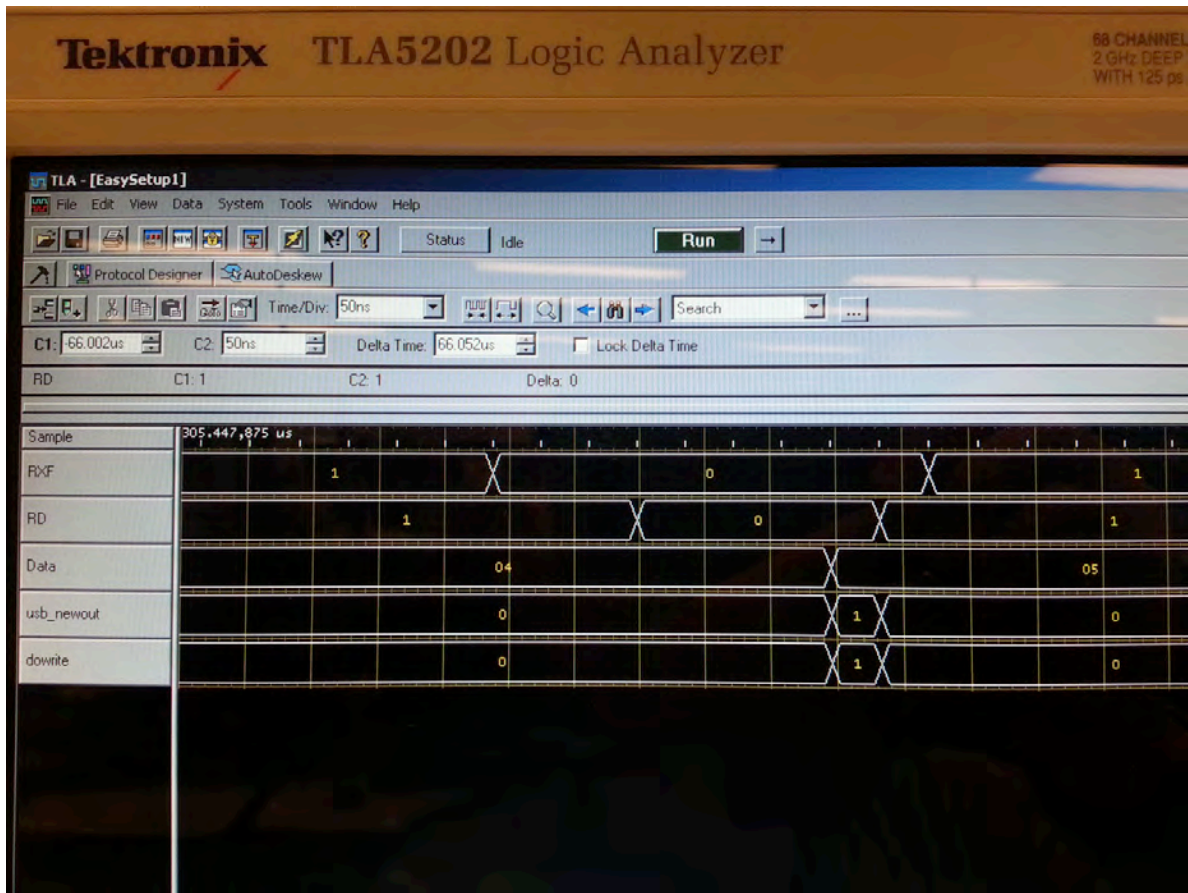 Tektronix TLA5202 Logic Analyzer
68 CHANNEL
2 GHz DEEP
WITH 125 ps
TLA - [EasySetup1]
File Edit View Data System Tools Window Help
NEW Status Idle Run
Protocol Designer AutoDeskew
Time/Div: 50ns Search ...
C1: -66.002us C2: 50ns Delta Time: 66.052us Lock Delta Time
RD C1: 1 C2: 1 Delta: 0
Sample 305.447,875 us
RXF 1 0 1
RD 1 0 1
Data 04 05
usb_newout 0 1 0
dowrite 0 1 0